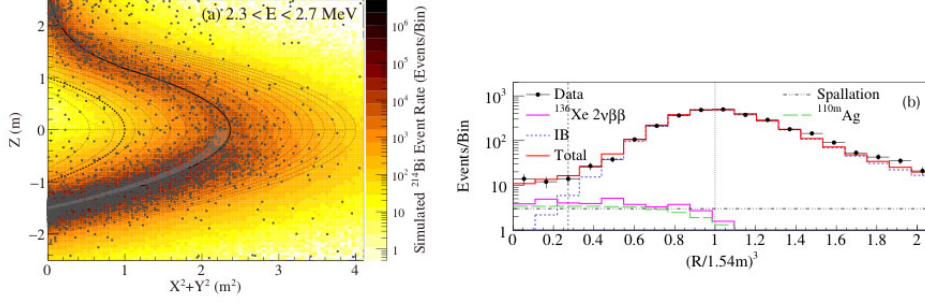 (a) 2.3 < E < 2.7 MeV
Z (m)
2
1
0
−1
−2
0
1
2
3
4
X²+Y² (m²)
10⁶
10⁵
10⁴
10³
10²
10
1
Simulated ²¹⁴Bi Event Rate (Events/Bin)
Data
¹³⁶Xe 2νββ
IB
Total
Spallation
¹¹⁰ᵐAg
(b)
Events/Bin
10³
10²
10
1
0 0.2 0.4 0.6 0.8 1 1.2 1.4 1.6 1.8 2
(R/1.54m)³